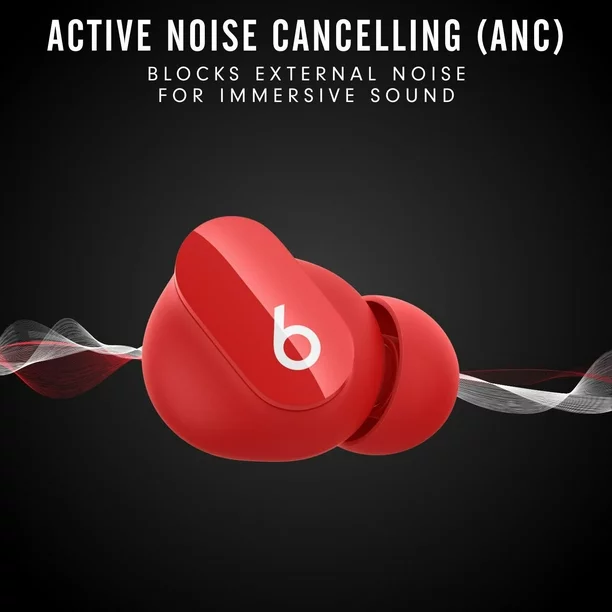 ACTIVE NOISE CANCELLING (ANC)
BLOCKS EXTERNAL NOISE
FOR IMMERSIVE SOUND
b